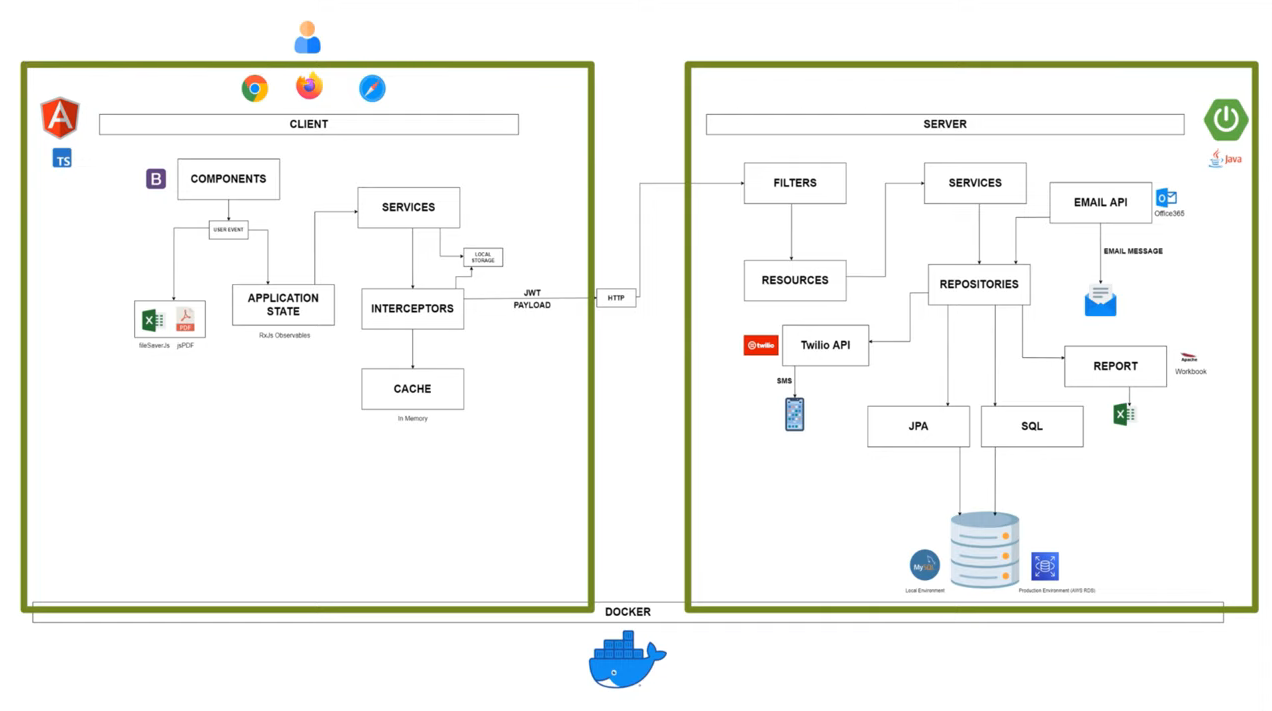 CLIENT
SERVER
TS
Java
B
COMPONENTS
SERVICES
FILTERS
SERVICES
EMAIL API
Office365
USER EVENT
LOCAL
STORAGE
EMAIL MESSAGE
RESOURCES
REPOSITORIES
APPLICATION
STATE
RxJs Observables
INTERCEPTORS
JWT
PAYLOAD
HTTP
PDF
fileSaverJs
jsPDF
twilio
Twilio API
SMS
REPORT
Apache
Workbook
CACHE
In Memory
JPA
SQL
MySQL
Local Environment
Production Environment (AWS RDS)
DOCKER